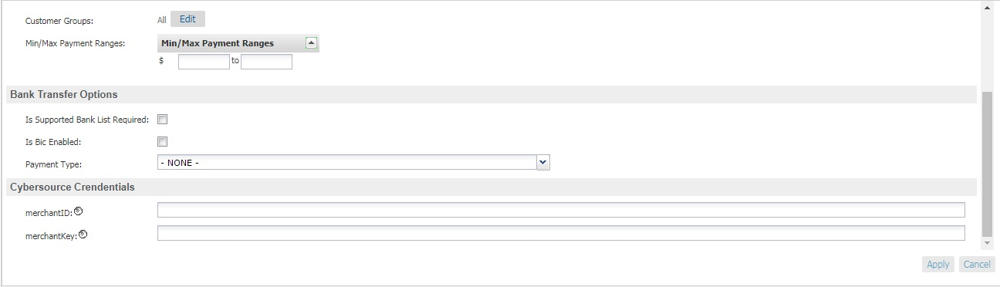 Customer Groups: All Edit
Min/Max Payment Ranges: Min/Max Payment Ranges
$ to
Bank Transfer Options
Is Supported Bank List Required:
Is Bic Enabled:
Payment Type: - NONE -
Cybersource Crendentials
merchantID:
merchantKey:
Apply Cancel